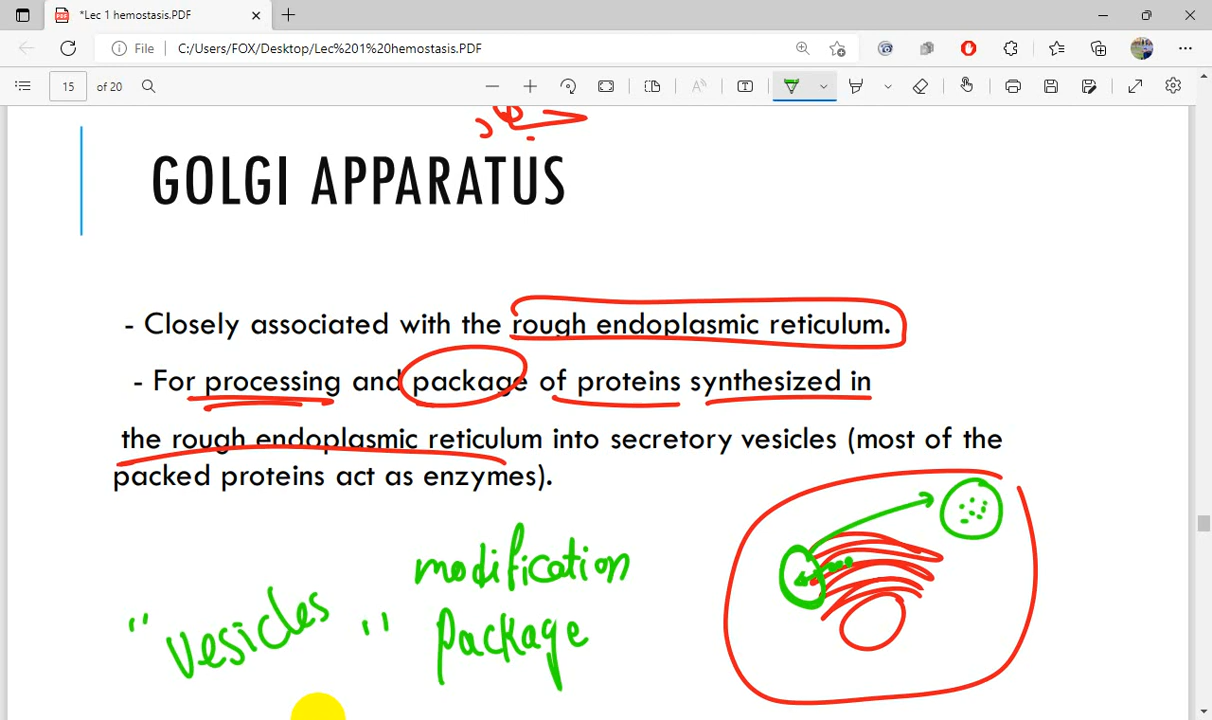 *Lec 1 hemostasis.PDF
File C:/Users/FOX/Desktop/Lec%201%20hemostasis.PDF
15 of 20
GOLGI APPARATUS
- Closely associated with the rough endoplasmic reticulum.
- For processing and package of proteins synthesized in
the rough endoplasmic reticulum into secretory vesicles (most of the
packed proteins act as enzymes).
modification
"vesicles" package